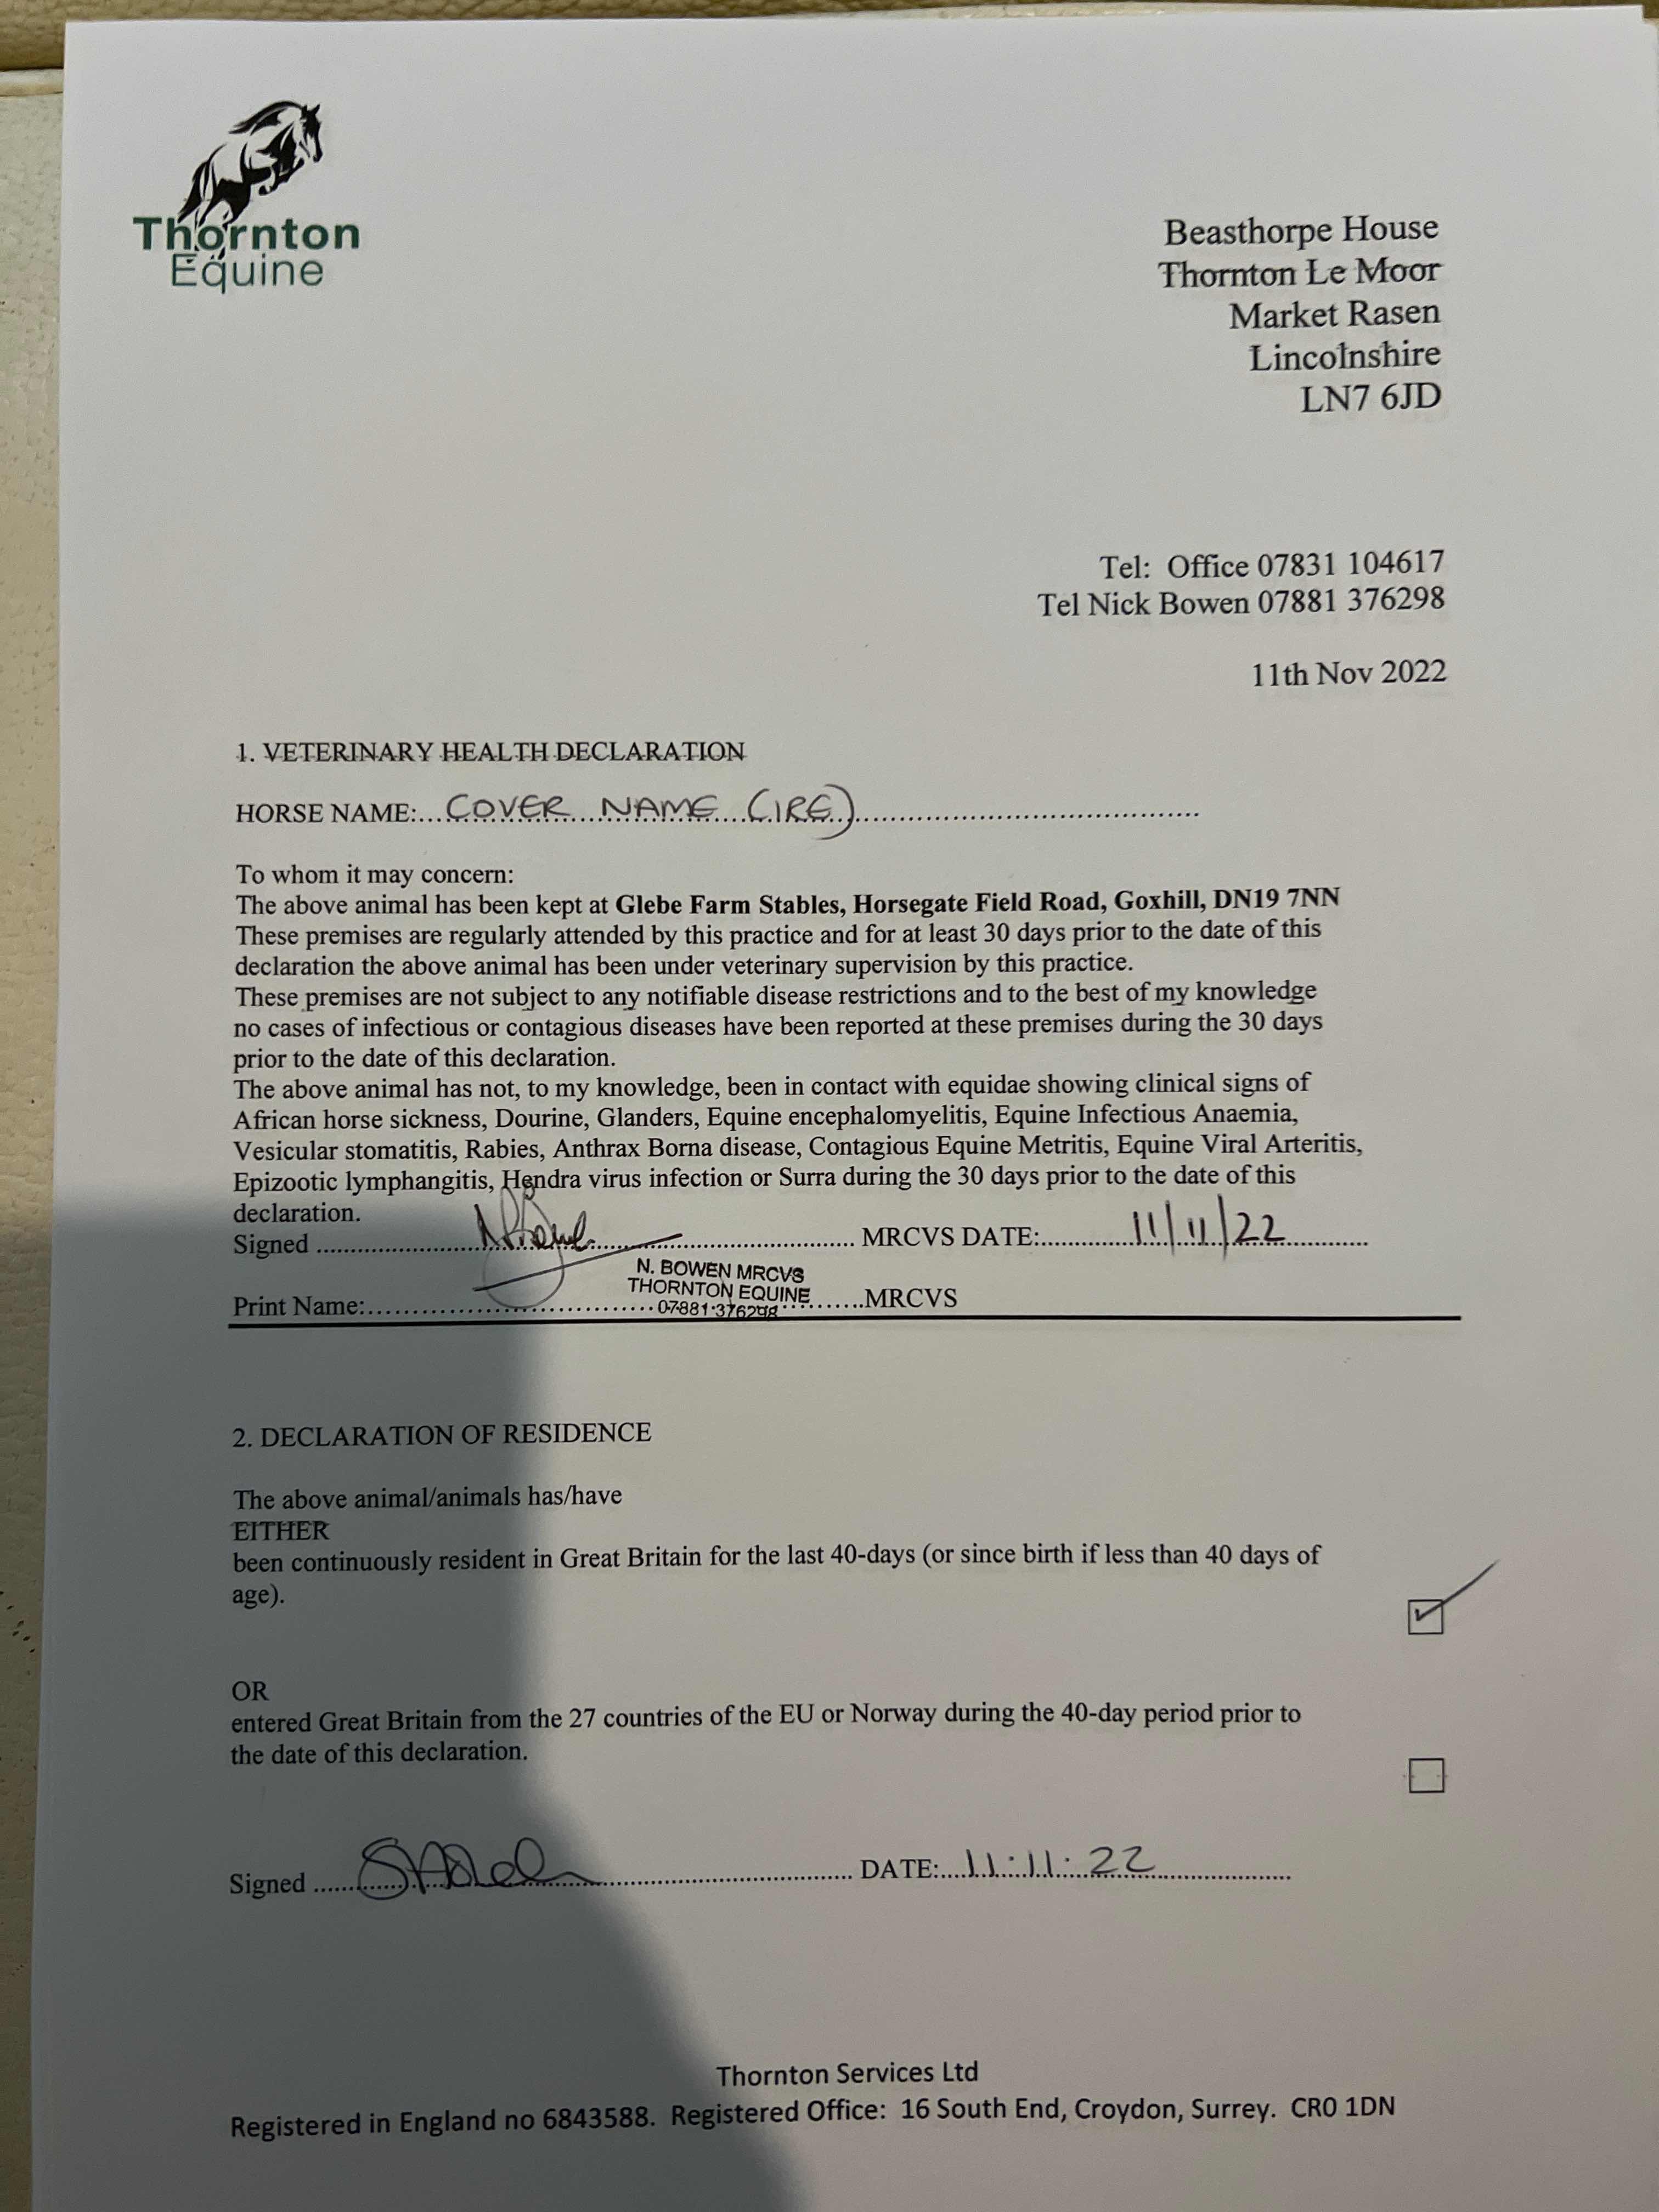 Thornton
Equine
Beasthorpe House
Thornton Le Moor
Market Rasen
Lincolnshire
LN7 6JD
Tel: Office 07831 104617
Tel Nick Bowen 07881 376298
11th Nov 2022
1. VETERINARY HEALTH DECLARATION
HORSE NAME:...COVER NAME (IRE)...
To whom it may concern:
The above animal has been kept at Glebe Farm Stables, Horsegate Field Road, Goxhill, DN19 7NN
These premises are regularly attended by this practice and for at least 30 days prior to the date of this
declaration the above animal has been under veterinary supervision by this practice.
These premises are not subject to any notifiable disease restrictions and to the best of my knowledge
no cases of infectious or contagious diseases have been reported at these premises during the 30 days
prior to the date of this declaration.
The above animal has not, to my knowledge, been in contact with equidae showing clinical signs of
African horse sickness, Dourine, Glanders, Equine encephalomyelitis, Equine Infectious Anaemia,
Vesicular stomatitis, Rabies, Anthrax Borna disease, Contagious Equine Metritis, Equine Viral Arteritis,
Epizootic lymphangitis, Hendra virus infection or Surra during the 30 days prior to the date of this
declaration.
Signed ... MRCVS DATE:...11/11/22...
N. BOWEN MRCVS
THORNTON EQUINE
Print Name:... 07881 376298 ...MRCVS
2. DECLARATION OF RESIDENCE
The above animal/animals has/have
EITHER
been continuously resident in Great Britain for the last 40-days (or since birth if less than 40 days of
age).
OR
entered Great Britain from the 27 countries of the EU or Norway during the 40-day period prior to
the date of this declaration.
Signed ... DATE:...11:11:22...
Thornton Services Ltd
Registered in England no 6843588. Registered Office: 16 South End, Croydon, Surrey. CR0 1DN